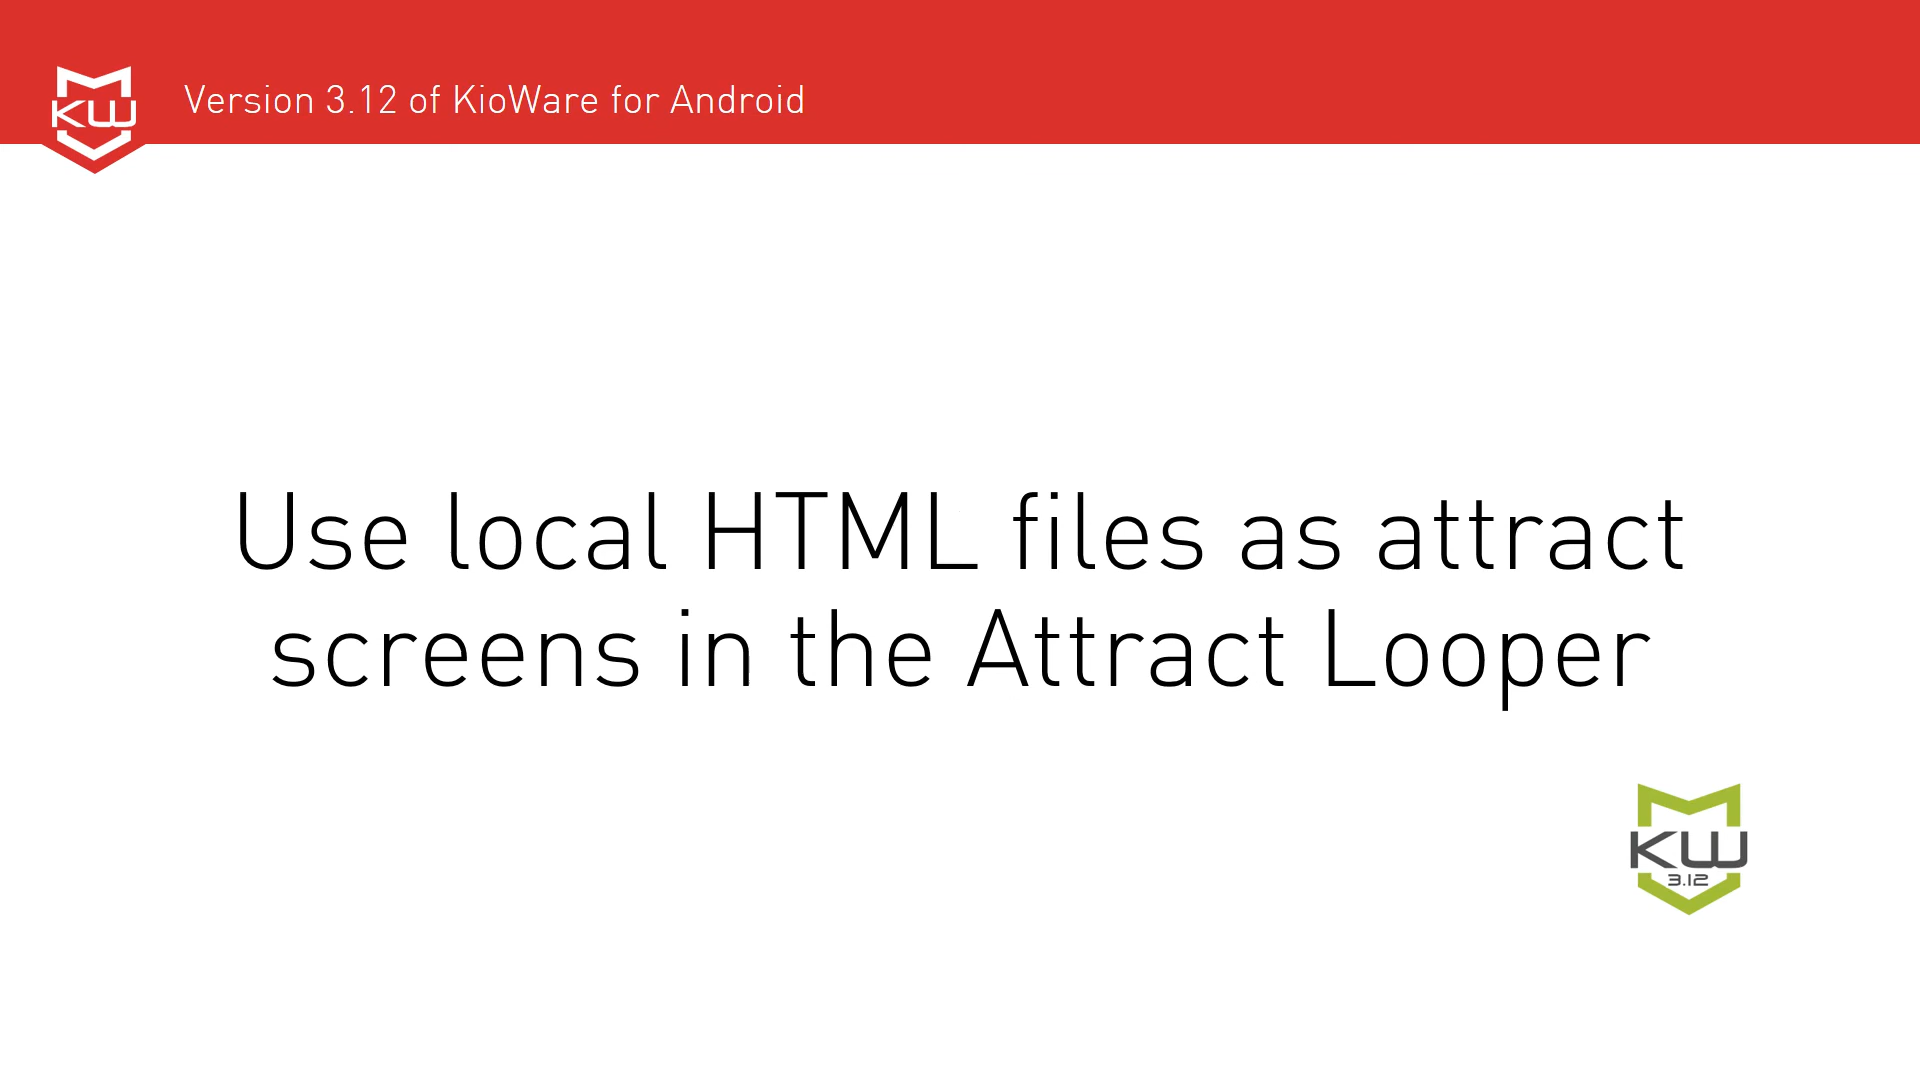 KW
Version 3.12 of KioWare for Android
Use local HTML files as attract
screens in the Attract Looper
KW
3.12